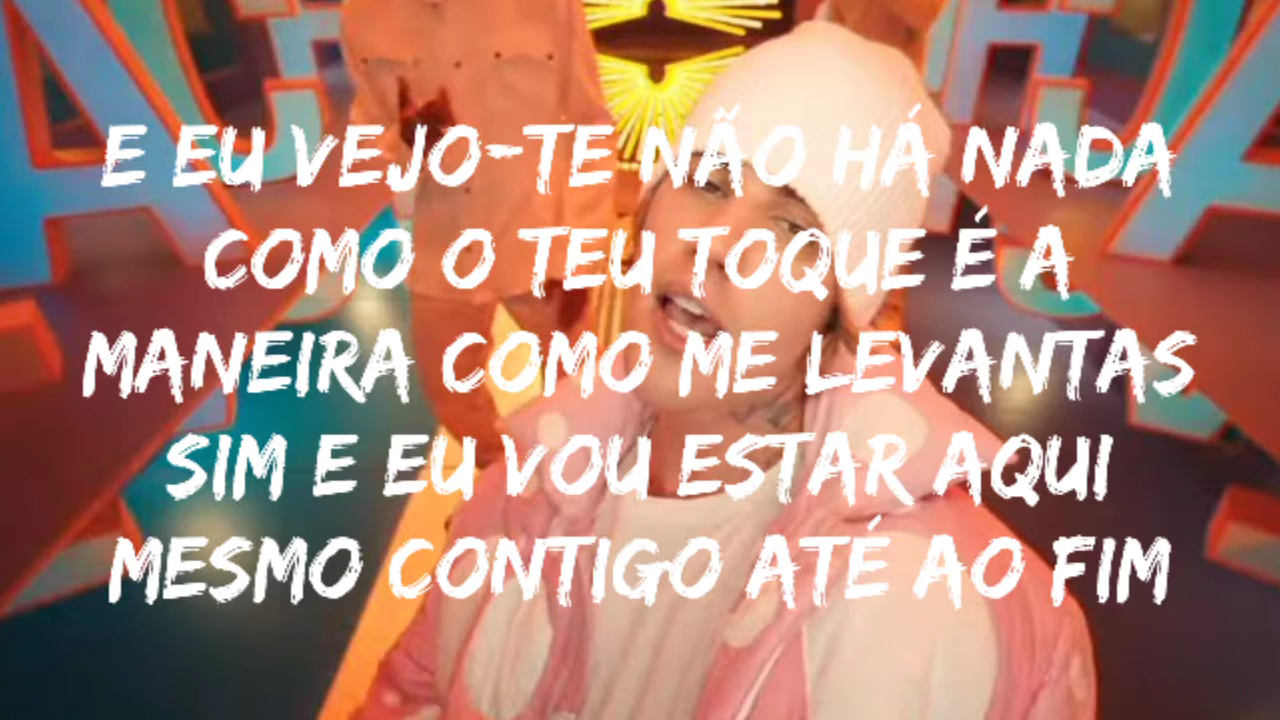 E EU VEJO-TE NÃO HÁ NADA
COMO O TEU TOQUE É A
MANEIRA COMO ME LEVANTAS
SIM E EU VOU ESTAR AQUI
MESMO CONTIGO ATÉ AO FIM